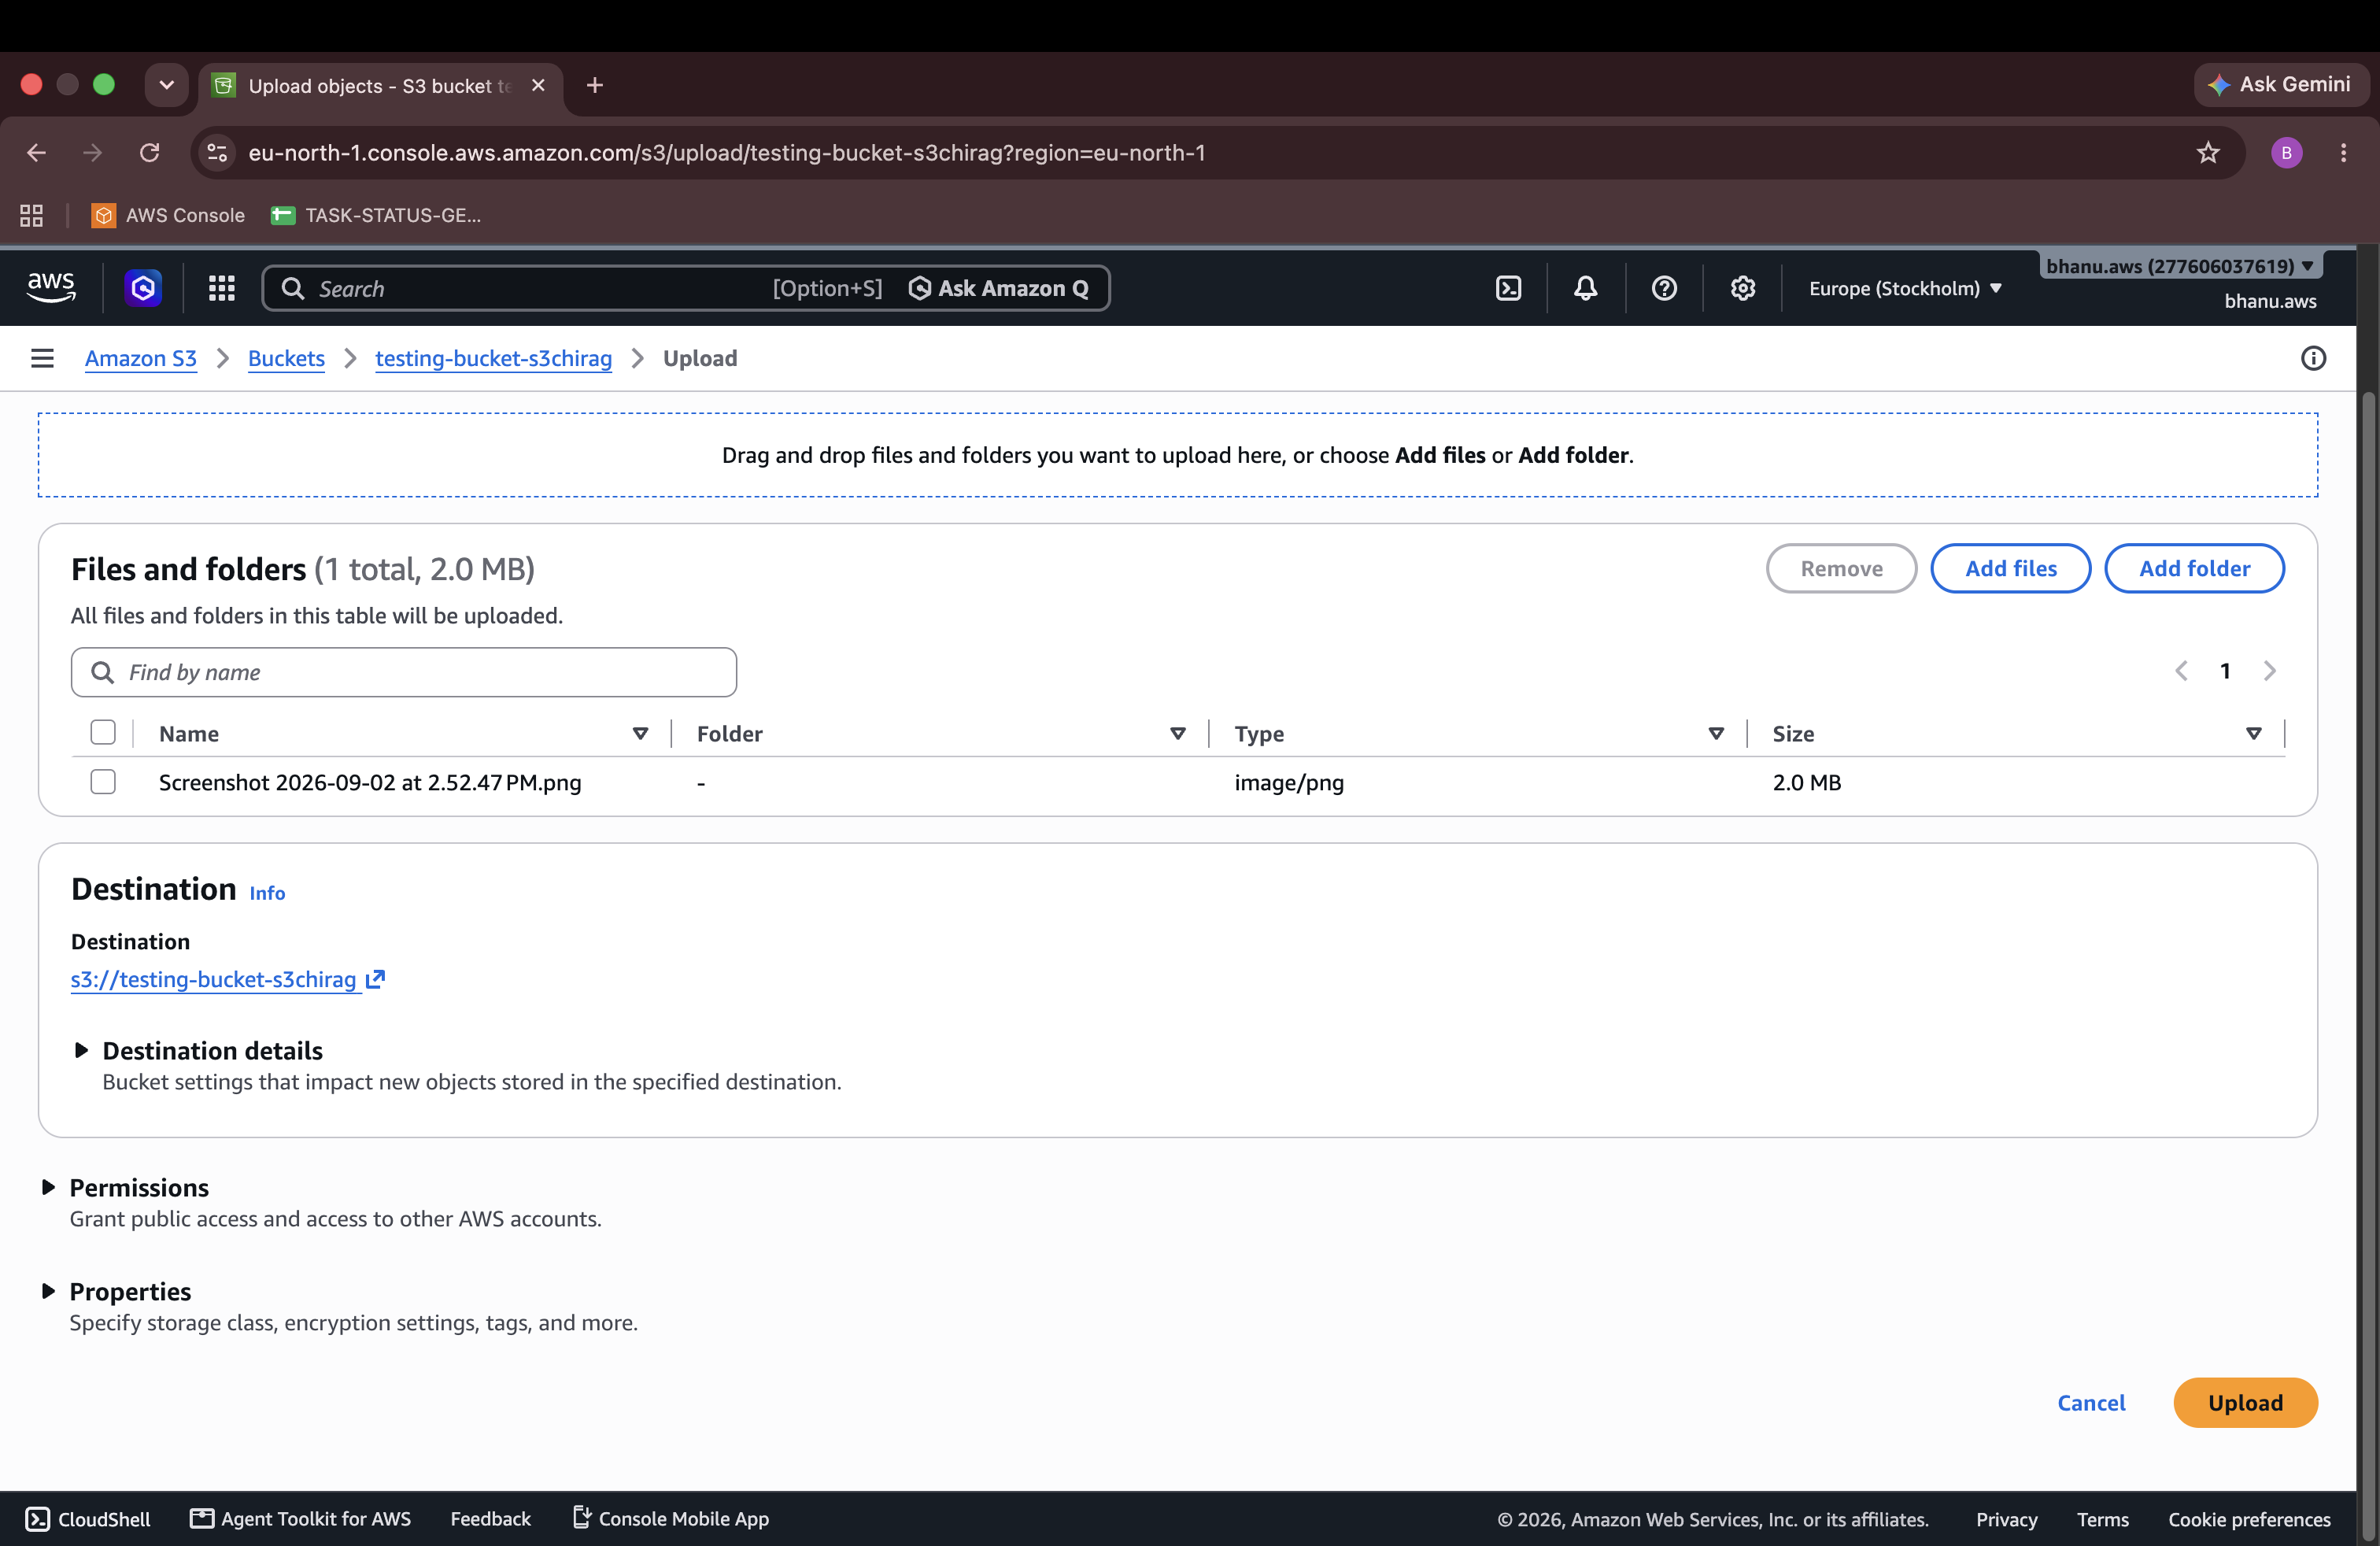 Upload objects - S3 bucket te
Ask Gemini
eu-north-1.console.aws.amazon.com/s3/upload/testing-bucket-s3chirag?region=eu-north-1
B
AWS Console
TASK-STATUS-GE...
aws
Search
[Option+S]
Ask Amazon Q
Europe (Stockholm)
bhanu.aws (277606037619)
bhanu.aws
Amazon S3
Buckets
testing-bucket-s3chirag
Upload
Drag and drop files and folders you want to upload here, or choose Add files or Add folder.
Files and folders (1 total, 2.0 MB)
Remove
Add files
Add folder
All files and folders in this table will be uploaded.
Find by name
1
Name
Folder
Type
Size
Screenshot 2026-09-02 at 2.52.47 PM.png
-
image/png
2.0 MB
Destination
Info
Destination
s3://testing-bucket-s3chirag
Destination details
Bucket settings that impact new objects stored in the specified destination.
Permissions
Grant public access and access to other AWS accounts.
Properties
Specify storage class, encryption settings, tags, and more.
Cancel
Upload
CloudShell
Agent Toolkit for AWS
Feedback
Console Mobile App
© 2026, Amazon Web Services, Inc. or its affiliates.
Privacy
Terms
Cookie preferences